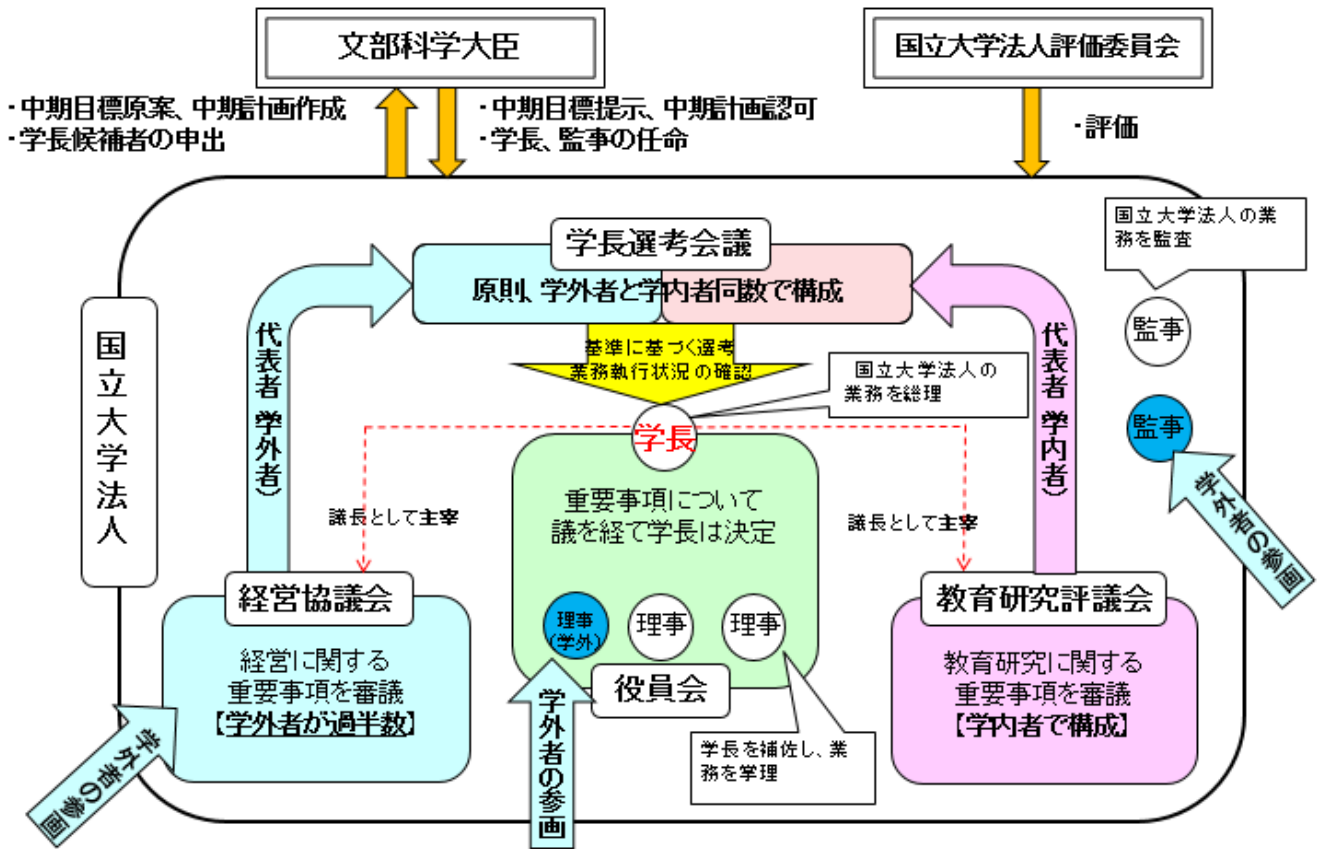 文部科学大臣
国立大学法人評価委員会
・中期目標原案、中期計画作成
・学長候補者の申出
・中期目標提示、中期計画認可
・学長、監事の任命
・評価
国立大学法人の業
務を監査
学長選考会議
原則、学外者と学内者同数で構成
基準に基づく選考
業務執行状況の確認
国立大学法人の
業務を総理
国立大学法人
代表者(学外者)
代表者(学内者)
監事
監事
学外者の参画
学長
重要事項について
議を経て学長は決定
議長として主宰
議長として主宰
経営協議会
経営に関する
重要事項を審議
【学外者が過半数】
学外者の参画
理事
(学外)
理事
理事
役員会
学外者の参画
学長を補佐し、業
務を掌理
教育研究評議会
教育研究に関する
重要事項を審議
【学内者で構成】